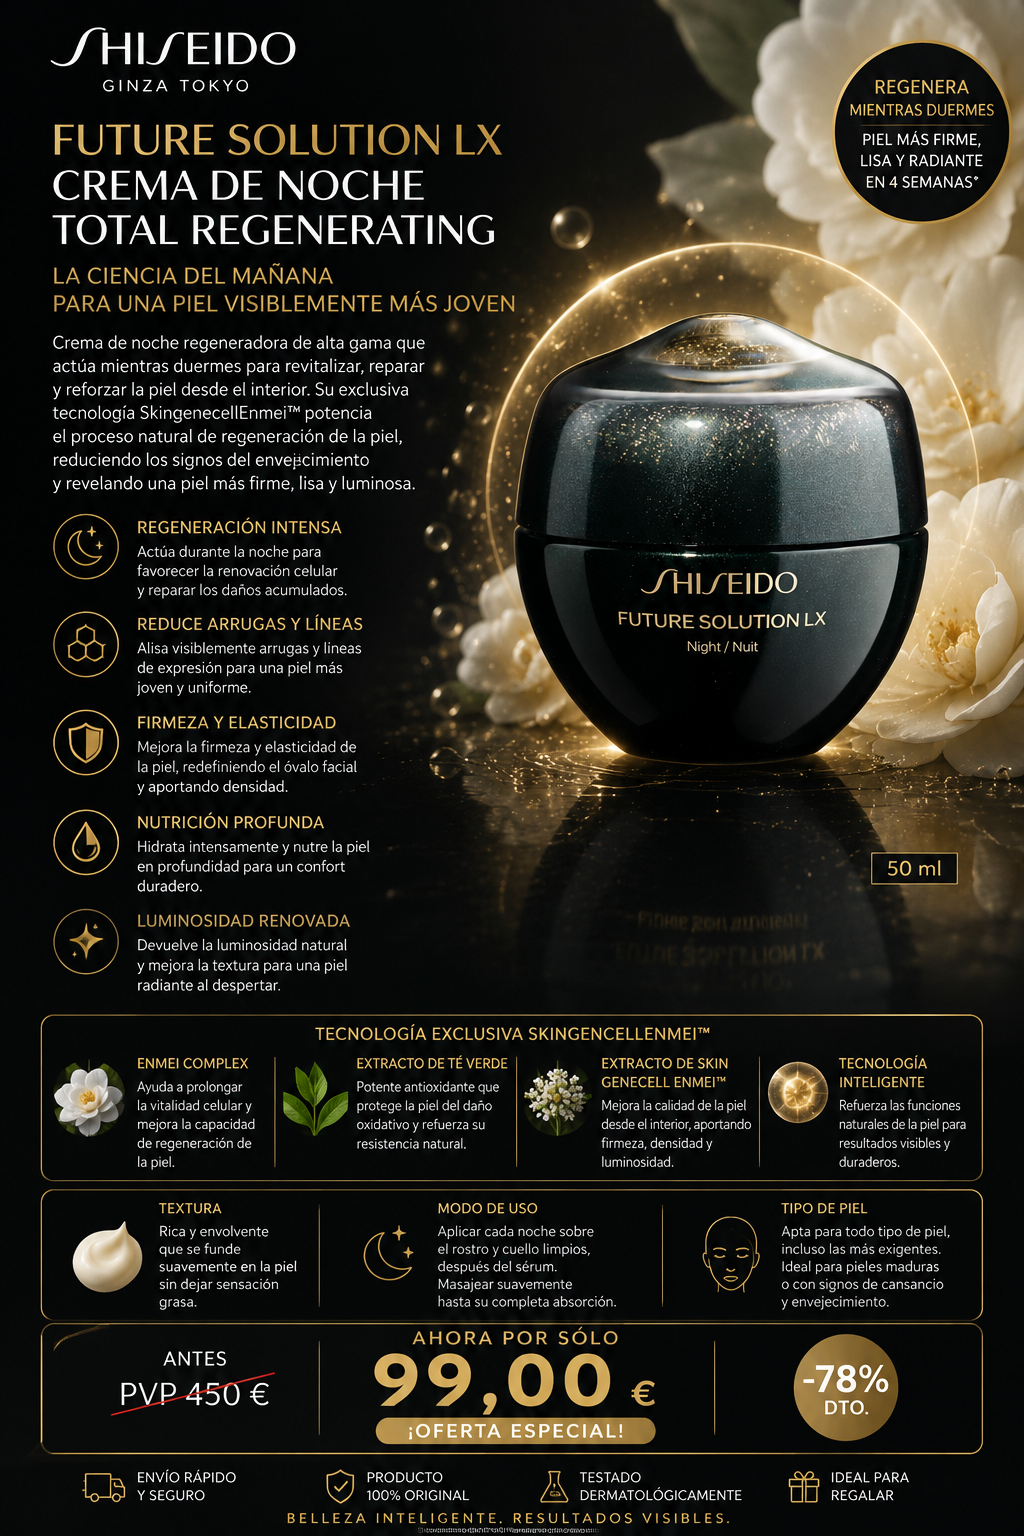 SHISEIDO
GINZA TOKYO
FUTURE SOLUTION LX
CREMA DE NOCHE
TOTAL REGENERATING
LA CIENCIA DEL MAÑANA
PARA UNA PIEL VISIBLEMENTE MÁS JOVEN
Crema de noche regeneradora de alta gama que
actúa mientras duermes para revitalizar, reparar
y reforzar la piel desde el interior. Su exclusiva
tecnología SkingenecellEnmei™ potencia
el proceso natural de regeneración de la piel,
reduciendo los signos del envejecimiento
y revelando una piel más firme, lisa y luminosa.
REGENERA
MIENTRAS DUERMES
PIEL MÁS FIRME,
LISA Y RADIANTE
EN 4 SEMANAS*
REGENERACIÓN INTENSA
Actúa durante la noche para
favorecer la renovación celular
y reparar los daños acumulados.
REDUCE ARRUGAS Y LÍNEAS
Alisa visiblemente arrugas y líneas
de expresión para una piel más
joven y uniforme.
FIRMEZA Y ELASTICIDAD
Mejora la firmeza y elasticidad de
la piel, redefiniendo el óvalo facial
y aportando densidad.
NUTRICIÓN PROFUNDA
Hidrata intensamente y nutre la piel
en profundidad para un confort
duradero.
LUMINOSIDAD RENOVADA
Devuelve la luminosidad natural
y mejora la textura para una piel
radiante al despertar.
SHISEIDO
FUTURE SOLUTION LX
Night / Nuit
50 ml
TECNOLOGÍA EXCLUSIVA SKINGENCELLENMEI™
ENMEI COMPLEX
Ayuda a prolongar
la vitalidad celular y
mejora la capacidad
de regeneración de
la piel.
EXTRACTO DE TÉ VERDE
Potente antioxidante que
protege la piel del daño
oxidativo y refuerza su
resistencia natural.
EXTRACTO DE SKIN
GENECELL ENMEI™
Mejora la calidad de la piel
desde el interior, aportando
firmeza, densidad y
luminosidad.
TECNOLOGÍA
INTELIGENTE
Refuerza las funciones
naturales de la piel para
resultados visibles y
duraderos.
TEXTURA
Rica y envolvente
que se funde
suavemente en la piel
sin dejar sensación
grasa.
MODO DE USO
Aplicar cada noche sobre
el rostro y cuello limpios,
después del sérum.
Masajear suavemente
hasta su completa absorción.
TIPO DE PIEL
Apta para todo tipo de piel,
incluso las más exigentes.
Ideal para pieles maduras
o con signos de cansancio
y envejecimiento.
ANTES
PVP 450 €
AHORA POR SÓLO
99,00 €
¡OFERTA ESPECIAL!
-78%
DTO.
ENVÍO RÁPIDO
Y SEGURO
PRODUCTO
100% ORIGINAL
TESTADO
DERMATOLÓGICAMENTE
IDEAL PARA
REGALAR
BELLEZA INTELIGENTE. RESULTADOS VISIBLES.